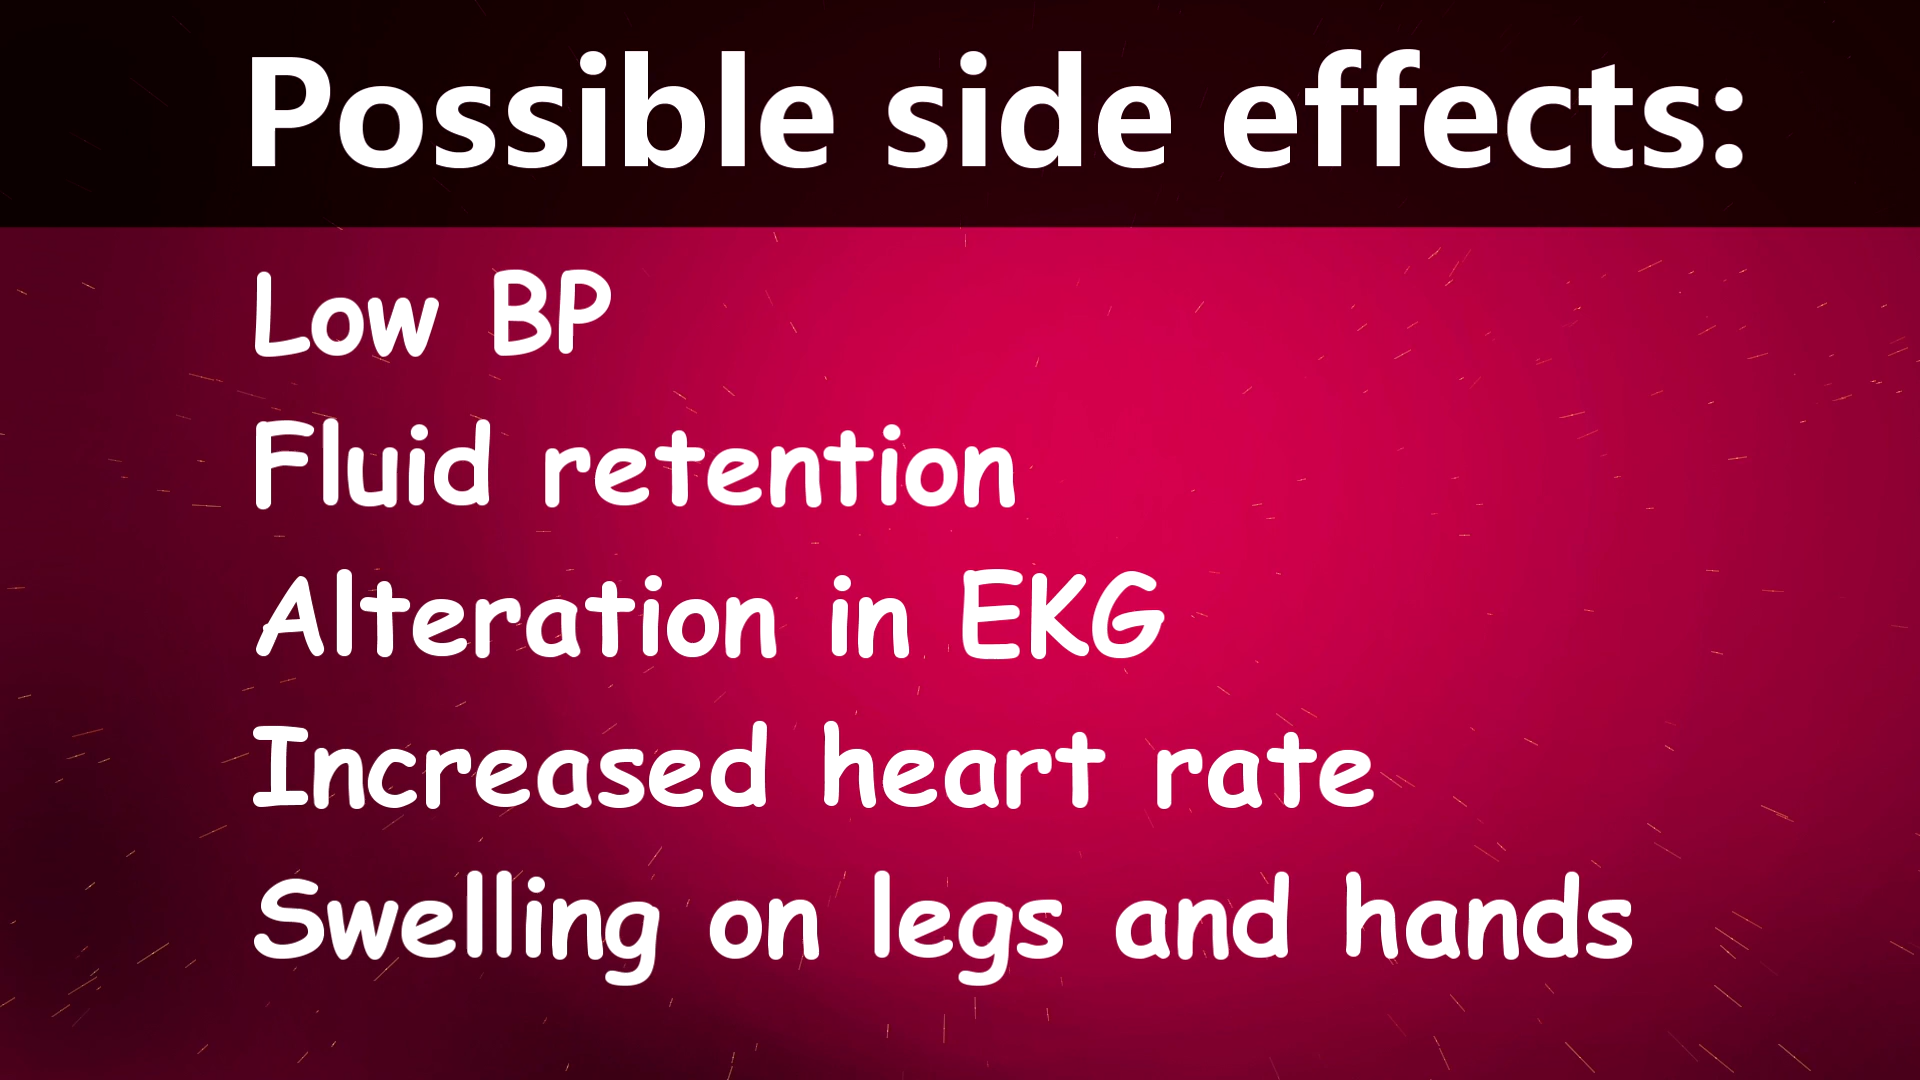 Possible side effects:
Low BP
Fluid retention
Alteration in EKG
Increased heart rate
Swelling on legs and hands